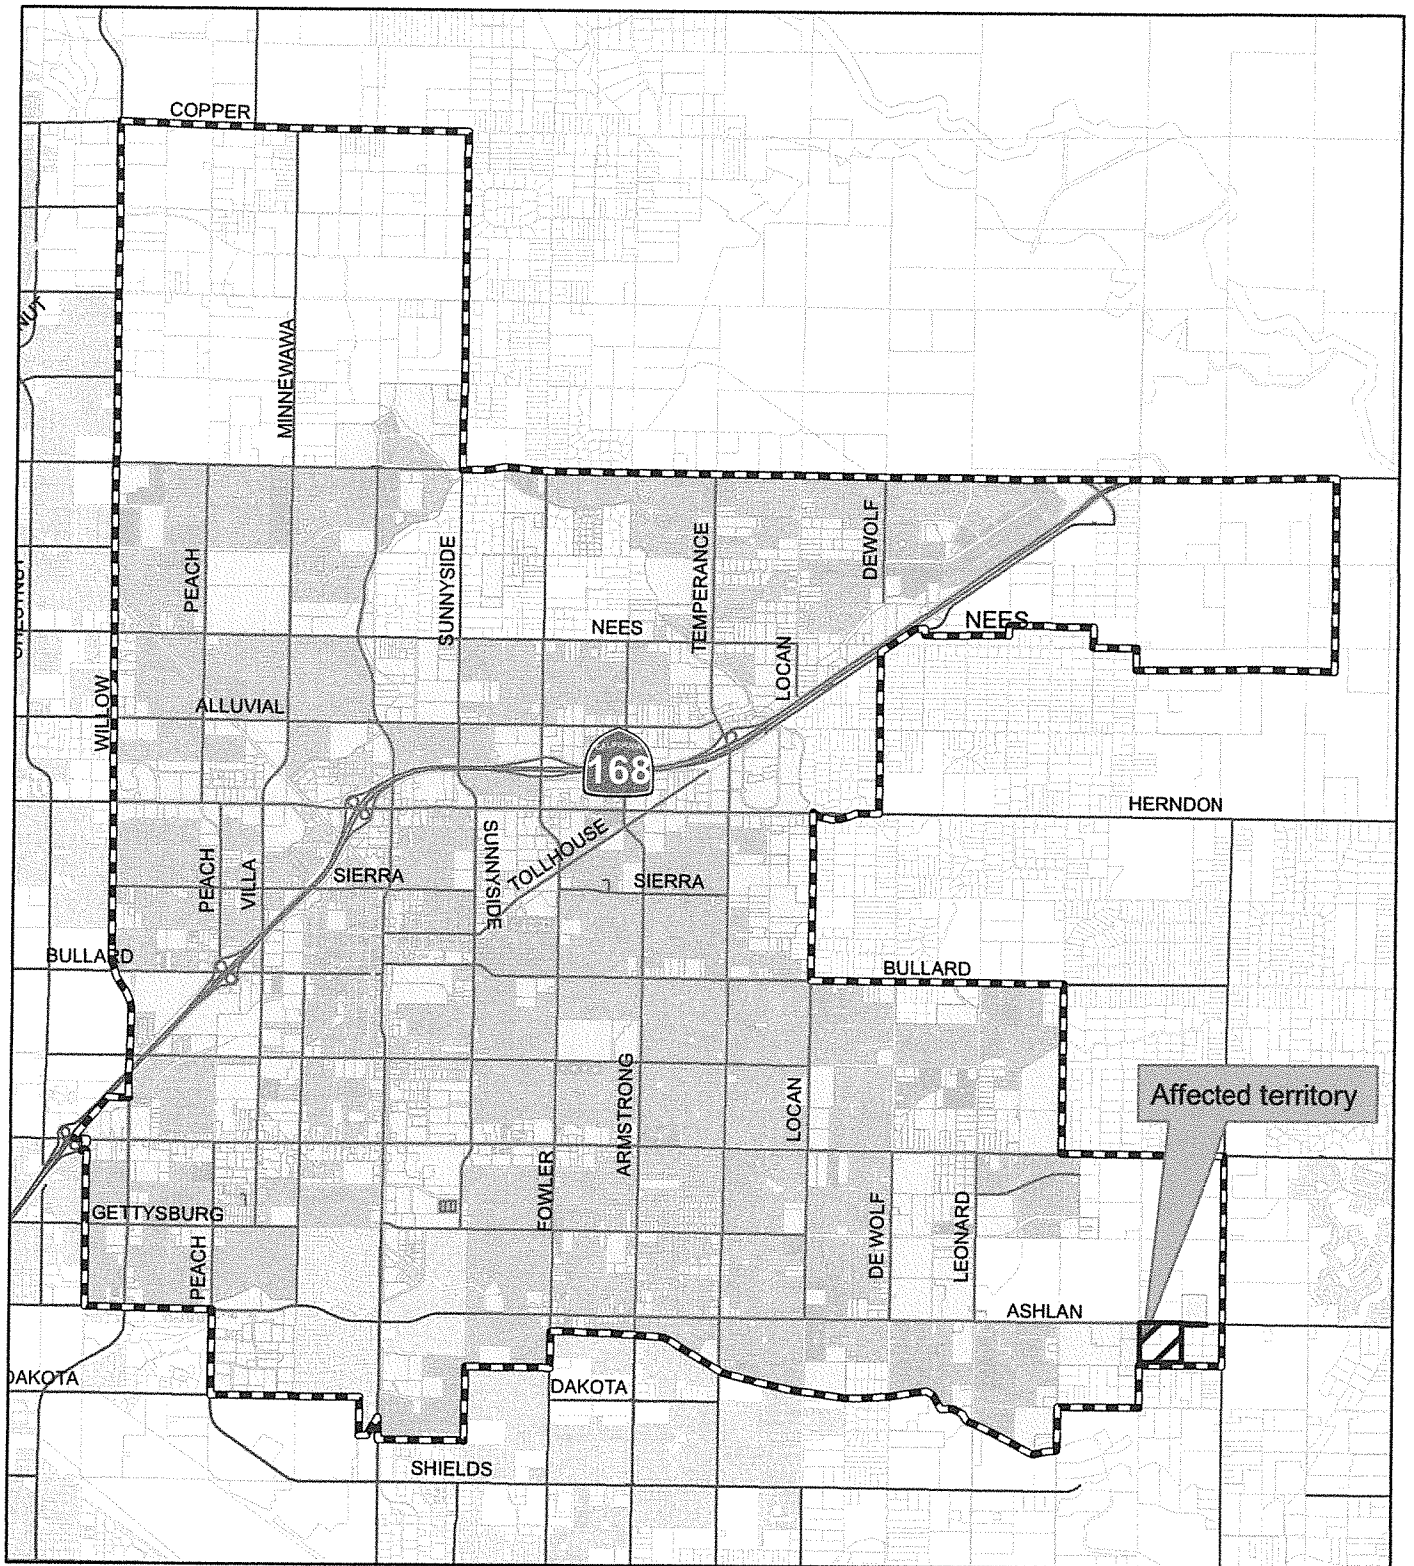 COPPER
MINNEWAWA
PEACH
SUNNYSIDE
TEMPERANCE
DEWOLF
NEES
NEES
LOCAN
WILLOW
ALLUVIAL
168
HERNDON
PEACH
VILLA
SIERRA
SUNNYSIDE
TOLLHOUSE
SIERRA
BULLARD
BULLARD
ARMSTRONG
LOCAN
Affected territory
GETTYSBURG
PEACH
FOWLER
DE WOLF
LEONARD
ASHLAN
DAKOTA
DAKOTA
SHIELDS